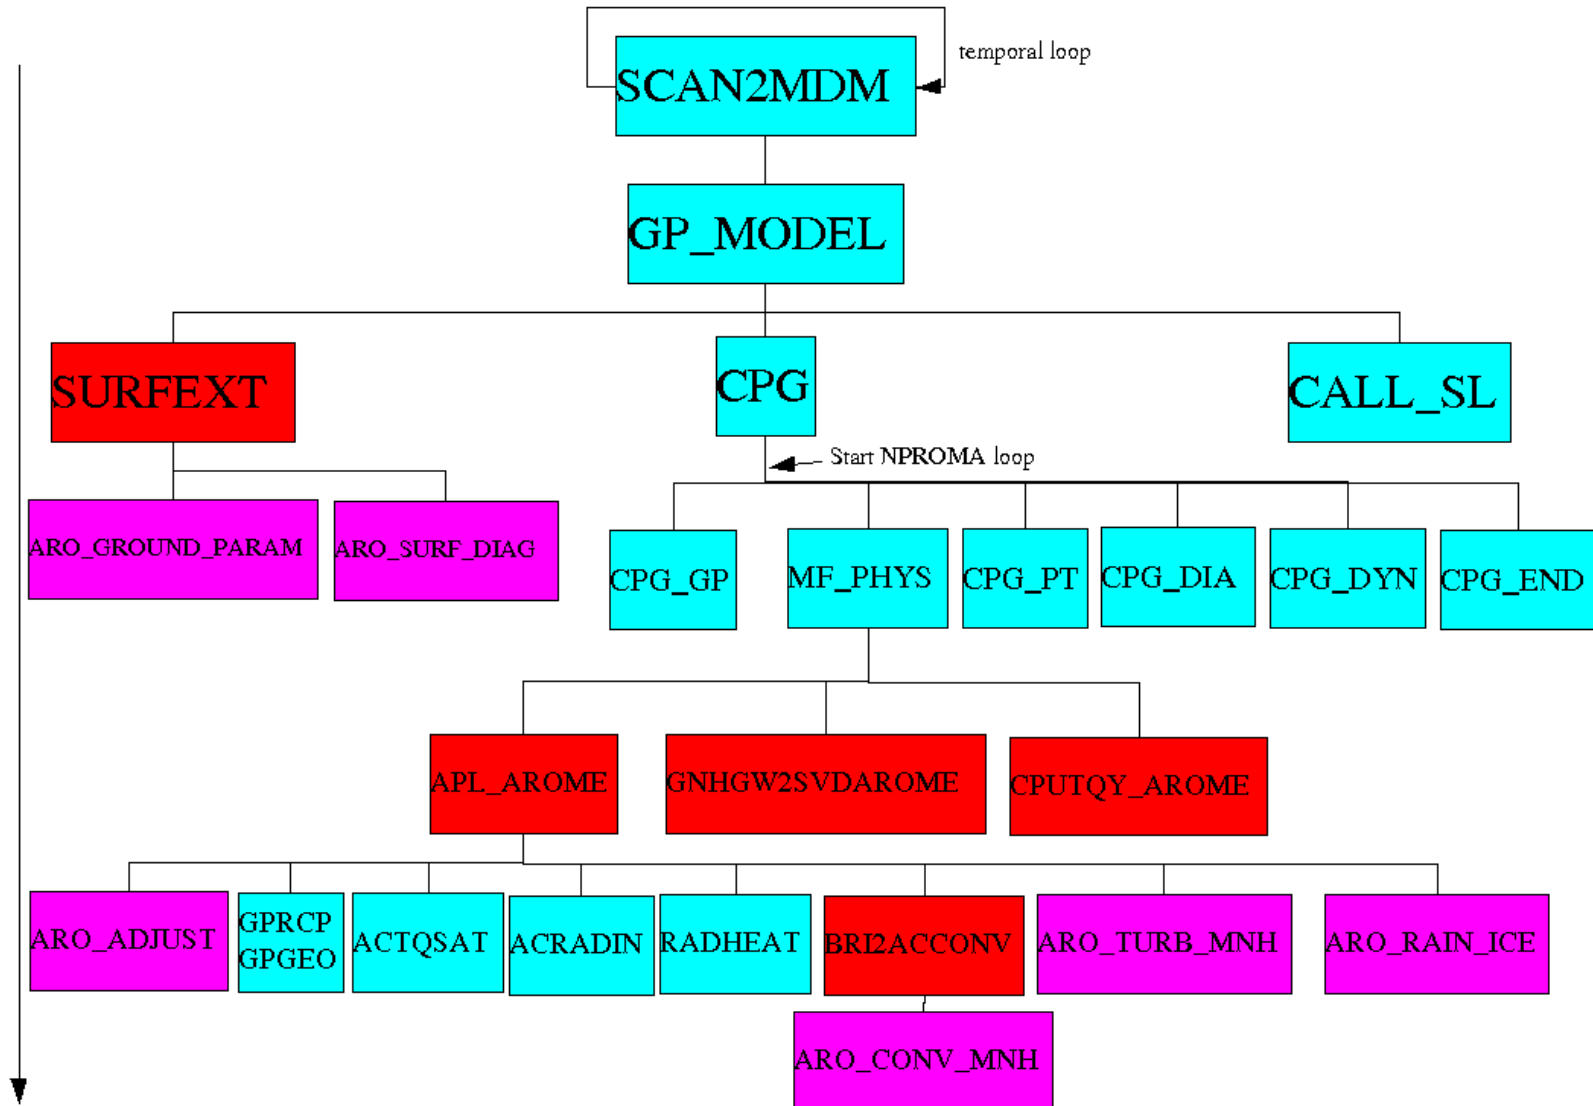 temporal loop
SCAN2MDM
GP_MODEL
SURFEXT
CPG
CALL_SL
Start NPROMA loop
ARO_GROUND_PARAM
ARO_SURF_DIAG
CPG_GP
MF_PHYS
CPG_PT
CPG_DIA
CPG_DYN
CPG_END
APL_AROME
GNHGW2SVDAROME
CPUTQY_AROME
ARO_ADJUST
GPRCP
GPGEO
ACTQSAT
ACRADIN
RADHEAT
BRI2ACCONV
ARO_TURB_MNH
ARO_RAIN_ICE
ARO_CONV_MNH